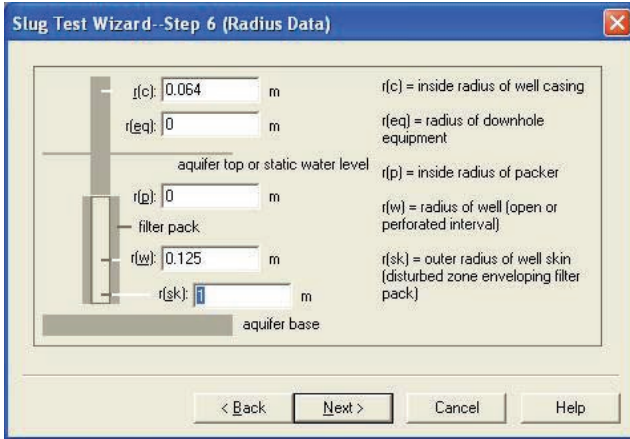 Slug Test Wizard--Step 6 (Radius Data)
r(c): 0.064 m
r(eq): 0 m
aquifer top or static water level
r(p): 0 m
filter pack
r(w): 0.125 m
r(sk): 1 m
aquifer base
r(c) = inside radius of well casing
r(eq) = radius of downhole
equipment
r(p) = inside radius of packer
r(w) = radius of well (open or
perforated interval)
r(sk) = outer radius of well skin
(disturbed zone enveloping filter
pack)
< Back
Next >
Cancel
Help